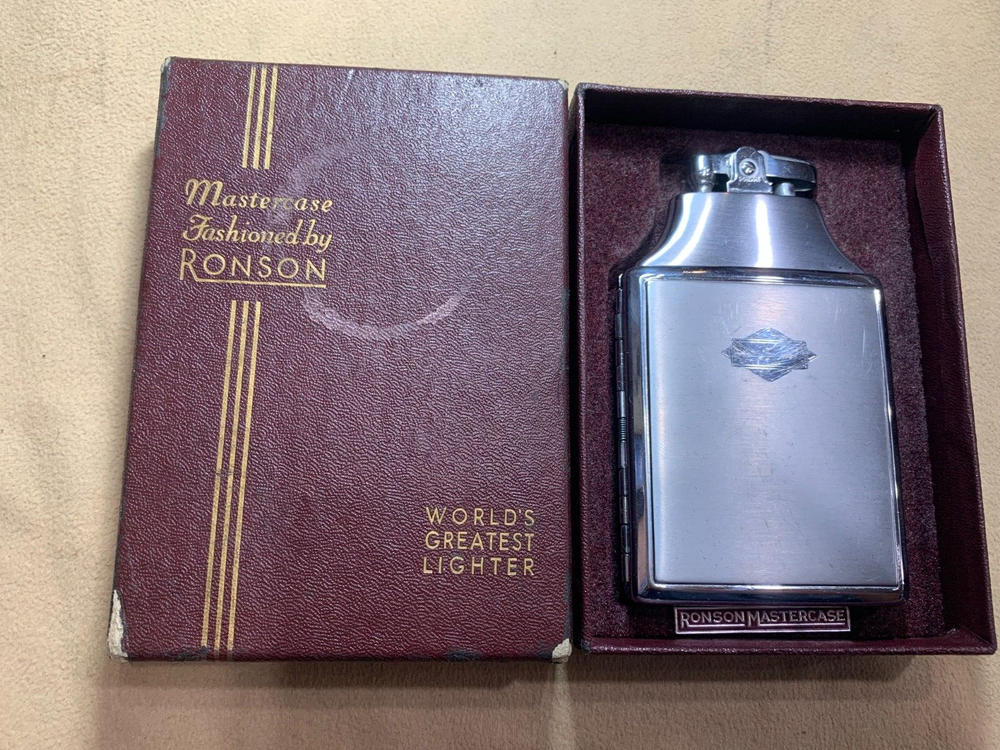 Mastercase
Fashioned by
RONSON
WORLD'S
GREATEST
LIGHTER
RONSON MASTERCASE